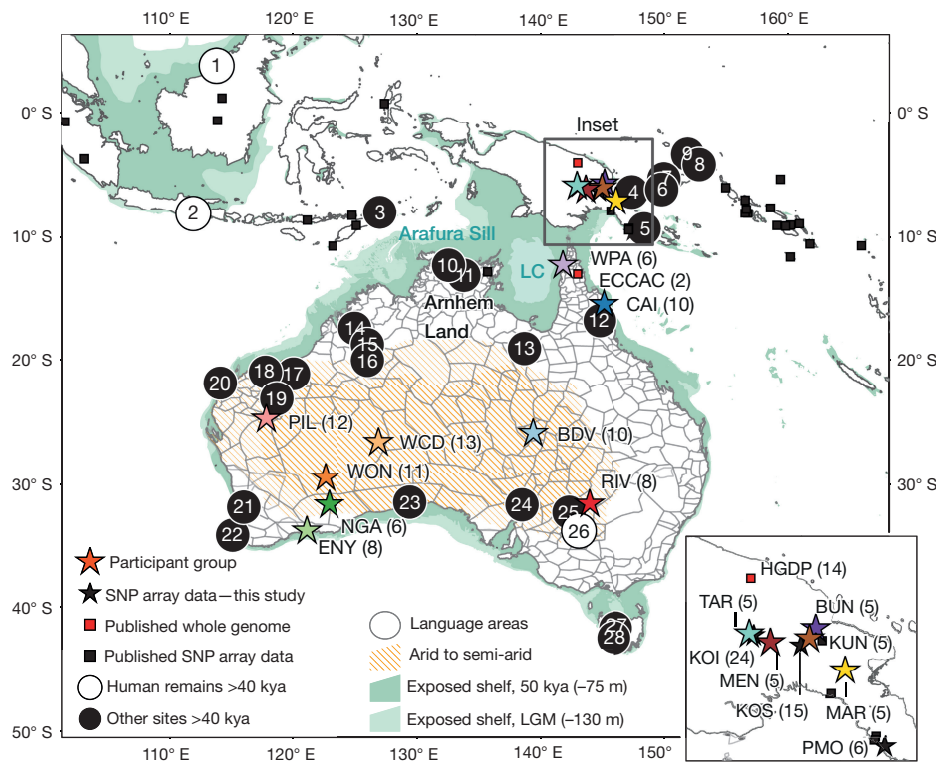 110° E 120° E 130° E 140° E 150° E 160° E
0° S 0° S
10° S 10° S
20° S 20° S
30° S 30° S
40° S
50° S
110° E 120° E 130° E 140° E 150°
1
2
3
Inset
4
5
6
7
9
8
Arafura Sill
LC
10
11
WPA (6)
ECCAC (2)
CAI (10)
Arnhem
Land
12
13
14
15
16
17
18
19
20
PIL (12)
WCD (13)
BDV (10)
WON (11)
RIV (8)
NGA (6)
ENY (8)
21
22
23
24
25
26
27
28
Participant group
SNP array data—this study
Published whole genome
Published SNP array data
Human remains >40 kya
Other sites >40 kya
Language areas
Arid to semi-arid
Exposed shelf, 50 kya (–75 m)
Exposed shelf, LGM (–130 m)
HGDP (14)
TAR (5)
BUN (5)
KOI (24)
KUN (5)
MEN (5)
KOS (15)
MAR (5)
PMO (6)